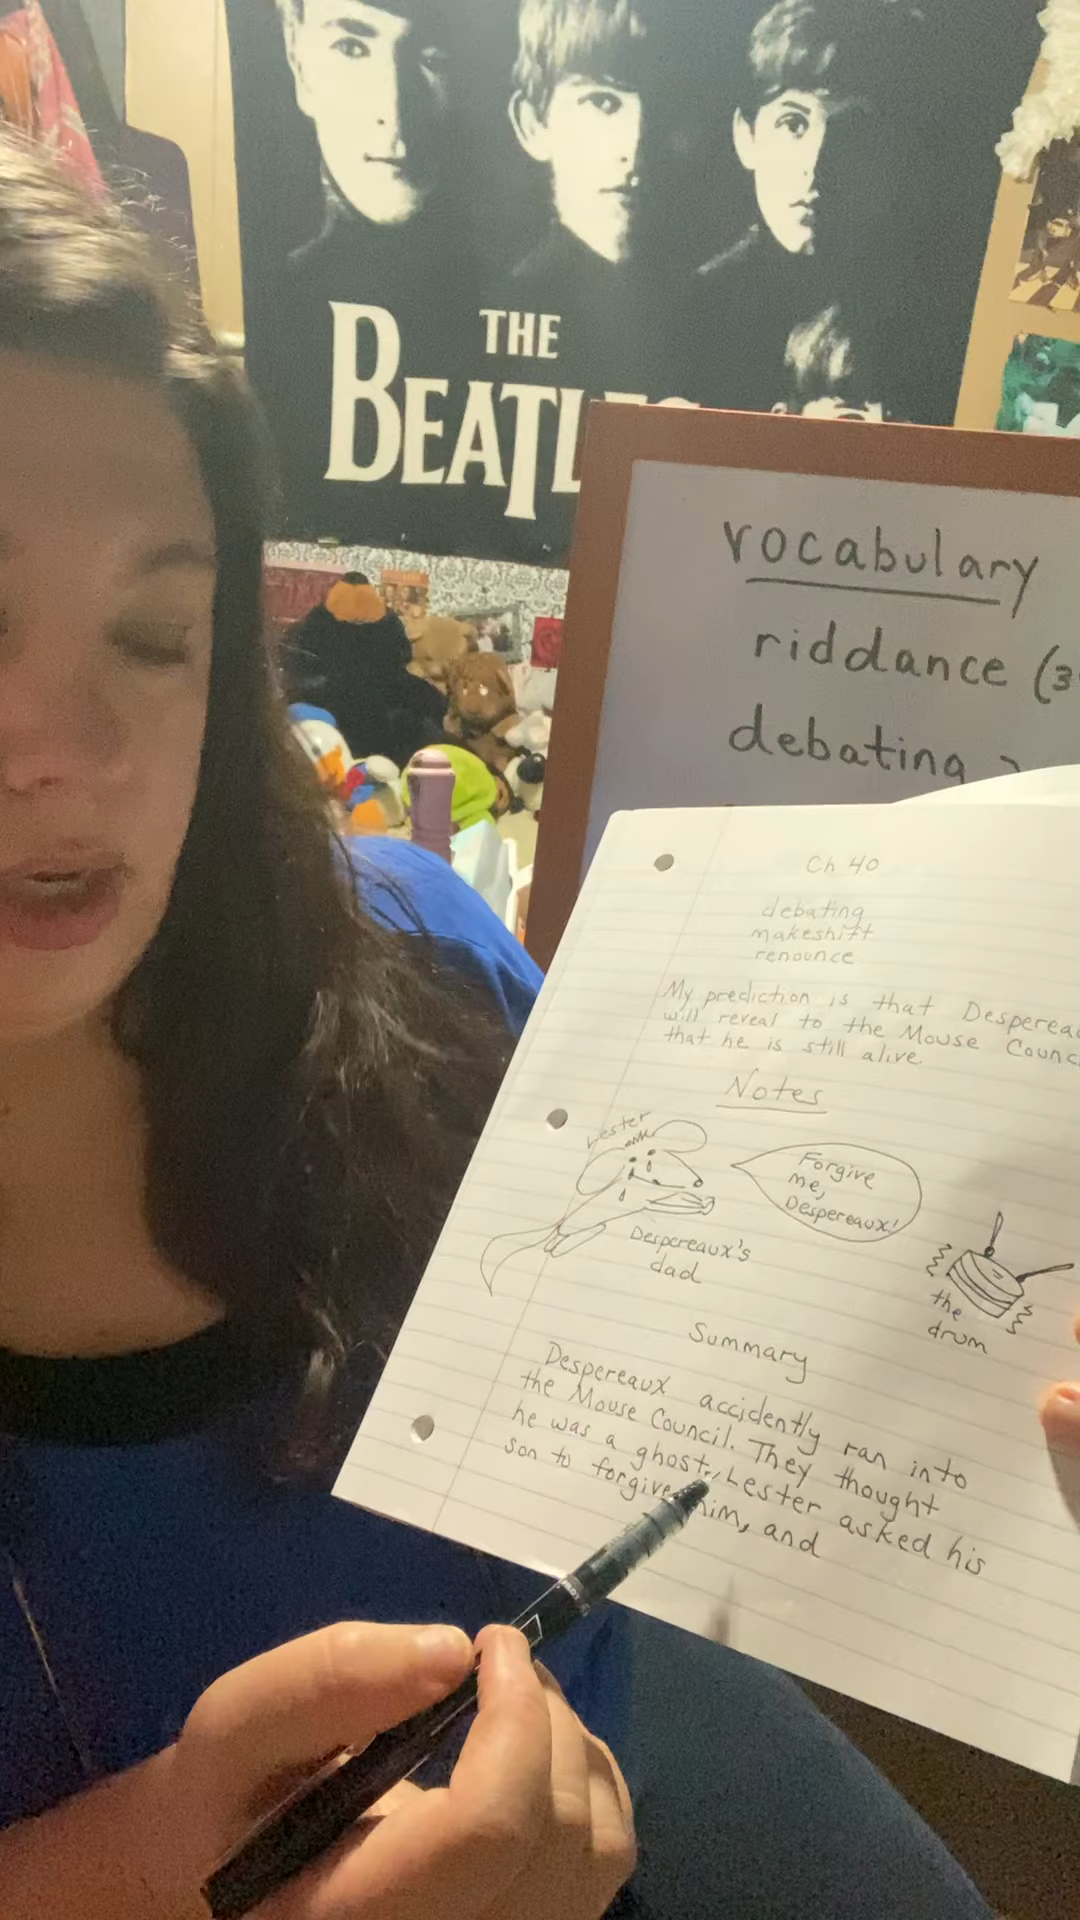 THE
BEATL
vocabulary
riddance (3
debating
Ch 40
debating
makeshift
renounce
My prediction is that Despereau
will reveal to the Mouse Counc
that he is still alive.
Notes
Lester
Forgive
me,
Despereaux!
Despereaux's
dad
the
drum
Summary
Despereaux accidently ran into
the Mouse Council. They thought
he was a ghost. Lester asked his
son to forgive him, and